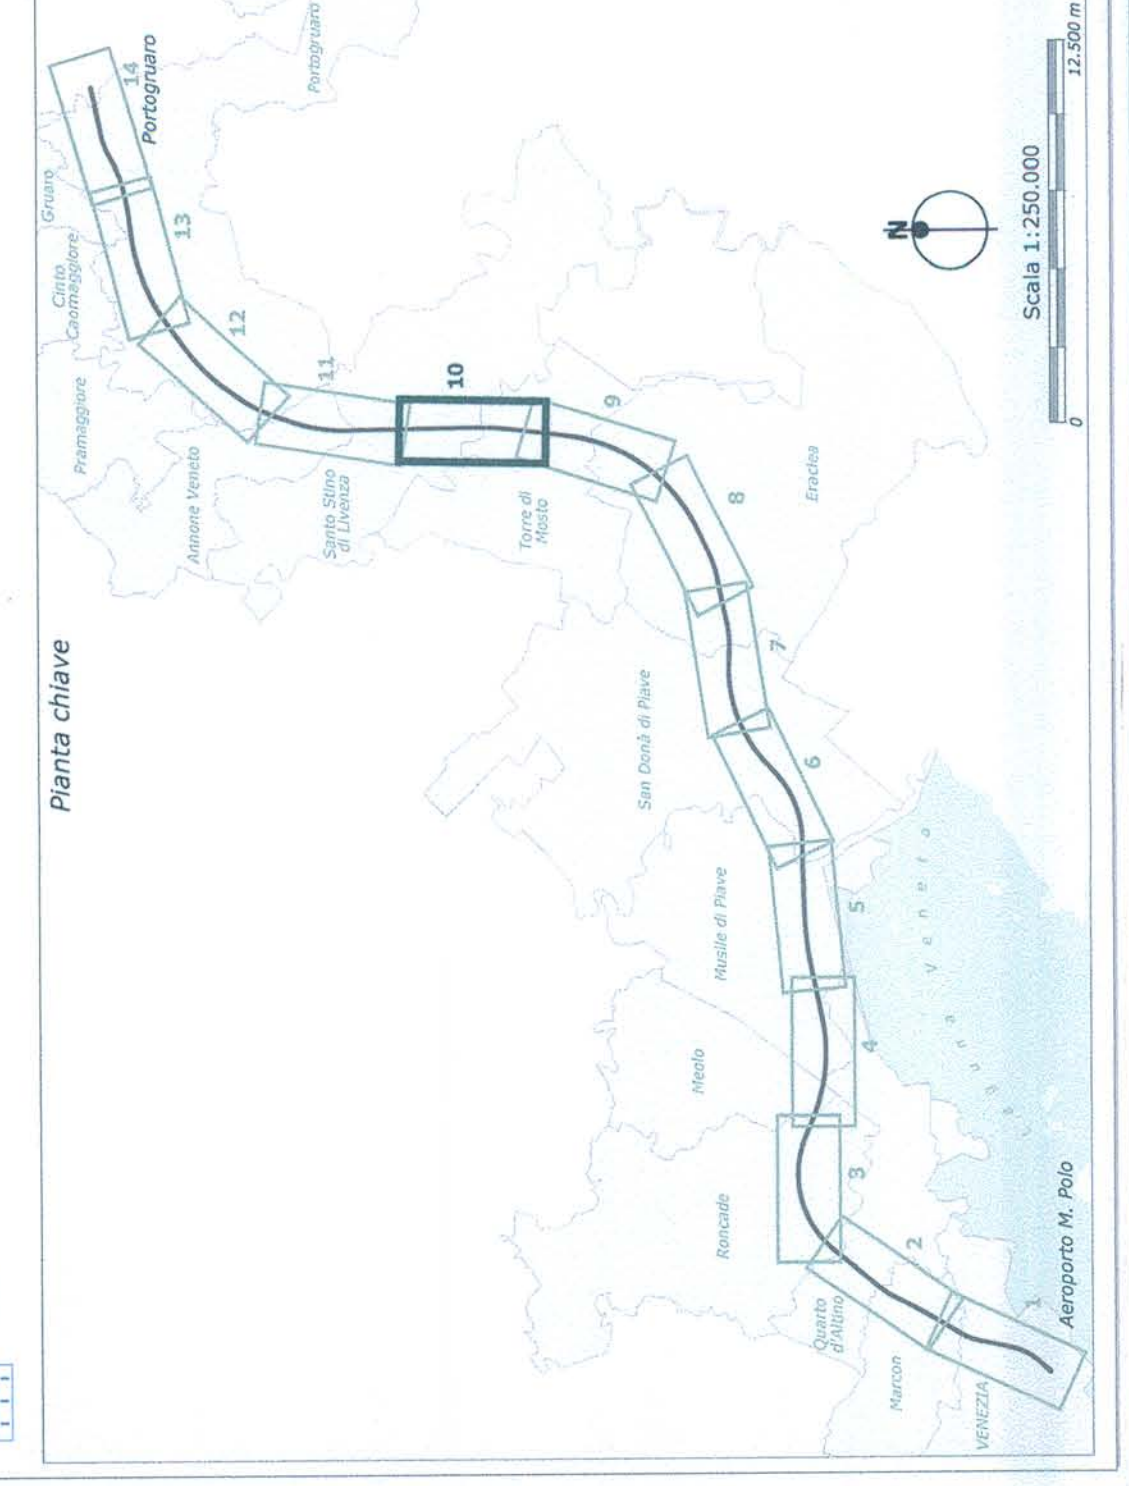 Pianta chiave
Gruaro
Cinto
Caomaggiore
Pramaggiore
14
Portogruaro
Portogruaro
13
12
Annone Veneto
11
Santo Stino
di Livenza
10
Torre di
Mosto
9
8
Eraclea
7
San Donà di Piave
6
Musile di Piave
5
Meolo
4
Roncade
3
2
Quarto
d'Altino
Marcon
VENEZIA
1
Aeroporto M. Polo
Laguna Veneto
N
Scala 1:250.000
0
12.500 m